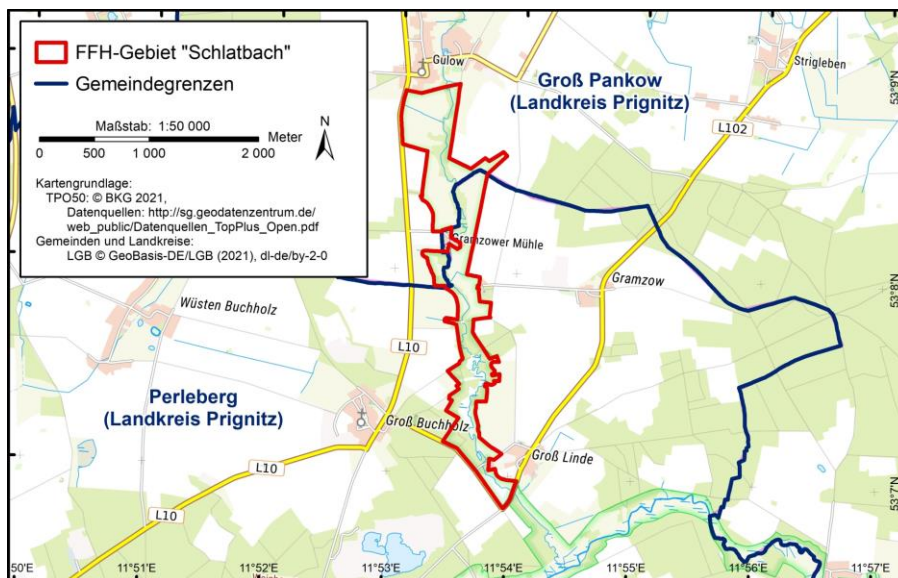 FFH-Gebiet "Schlatbach"
Gemeindegrenzen
Maßstab: 1:50 000
Meter
0 500 1 000 2 000
N
Kartengrundlage:
TPO50: © BKG 2021,
Datenquellen: http://sg.geodatenzentrum.de/
web_public/Datenquellen_TopPlus_Open.pdf
Gemeinden und Landkreise:
LGB © GeoBasis-DE/LGB (2021), dl-de/by-2-0
Gülow
Groß Pankow
(Landkreis Prignitz)
Strigleben
53°9'N
L102
Gramzower Mühle
Gramzow
53°8'N
Wüsten Buchholz
L10
Perleberg
(Landkreis Prignitz)
Groß Buchholz
Groß Linde
L10
L10
53°7'N
50'E 11°51'E 11°52'E 11°53'E 11°54'E 11°55'E 11°56'E 11°57'E